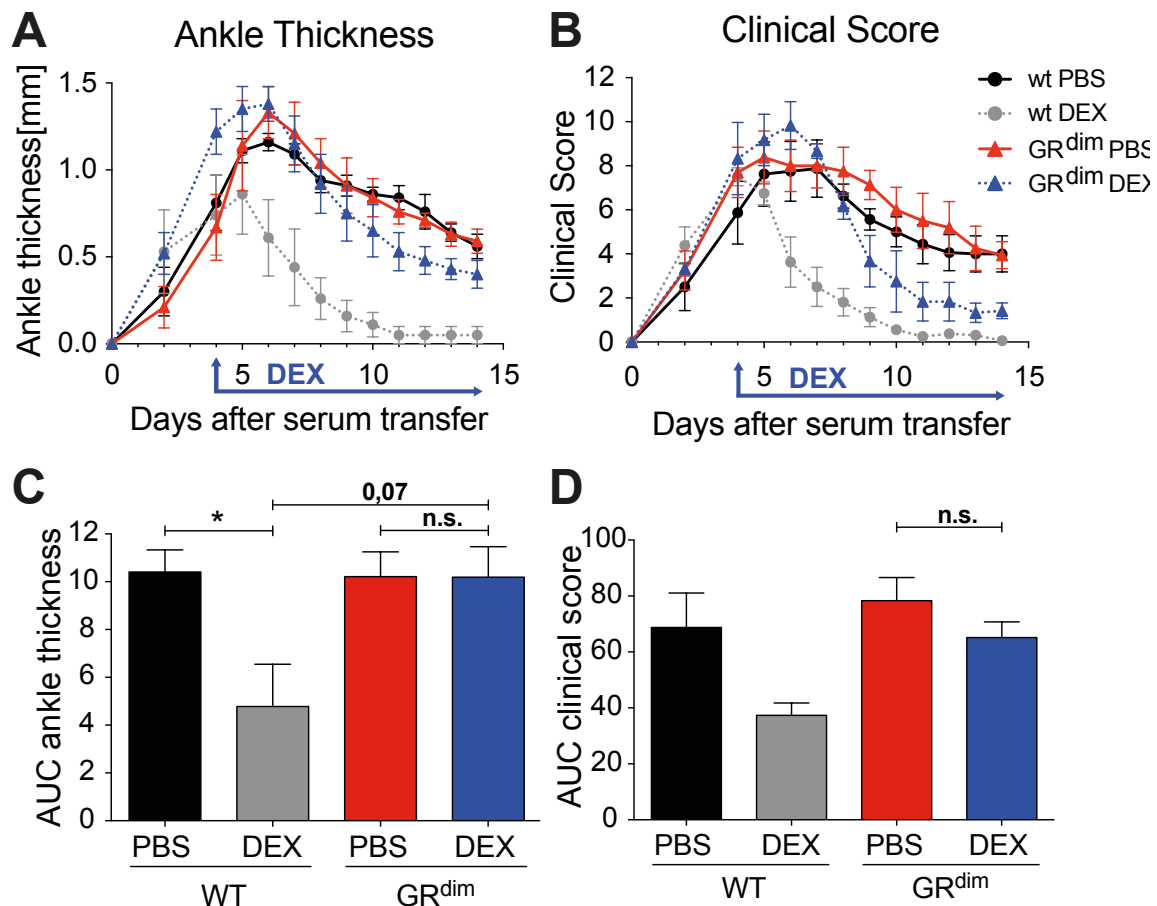 A Ankle Thickness
Ankle thickness[mm]
1.5
1.0
0.5
0.0
0 5 10 15
DEX
Days after serum transfer
B Clinical Score
Clinical Score
12
10
8
6
4
2
0
0 5 10 15
DEX
Days after serum transfer
wt PBS
wt DEX
GRdim PBS
GRdim DEX
C
AUC ankle thickness
12
10
8
6
4
2
0
0,07
*
n.s.
PBS DEX PBS DEX
WT GRdim
D
AUC clinical score
100
80
60
40
20
0
n.s.
PBS DEX PBS DEX
WT GRdim